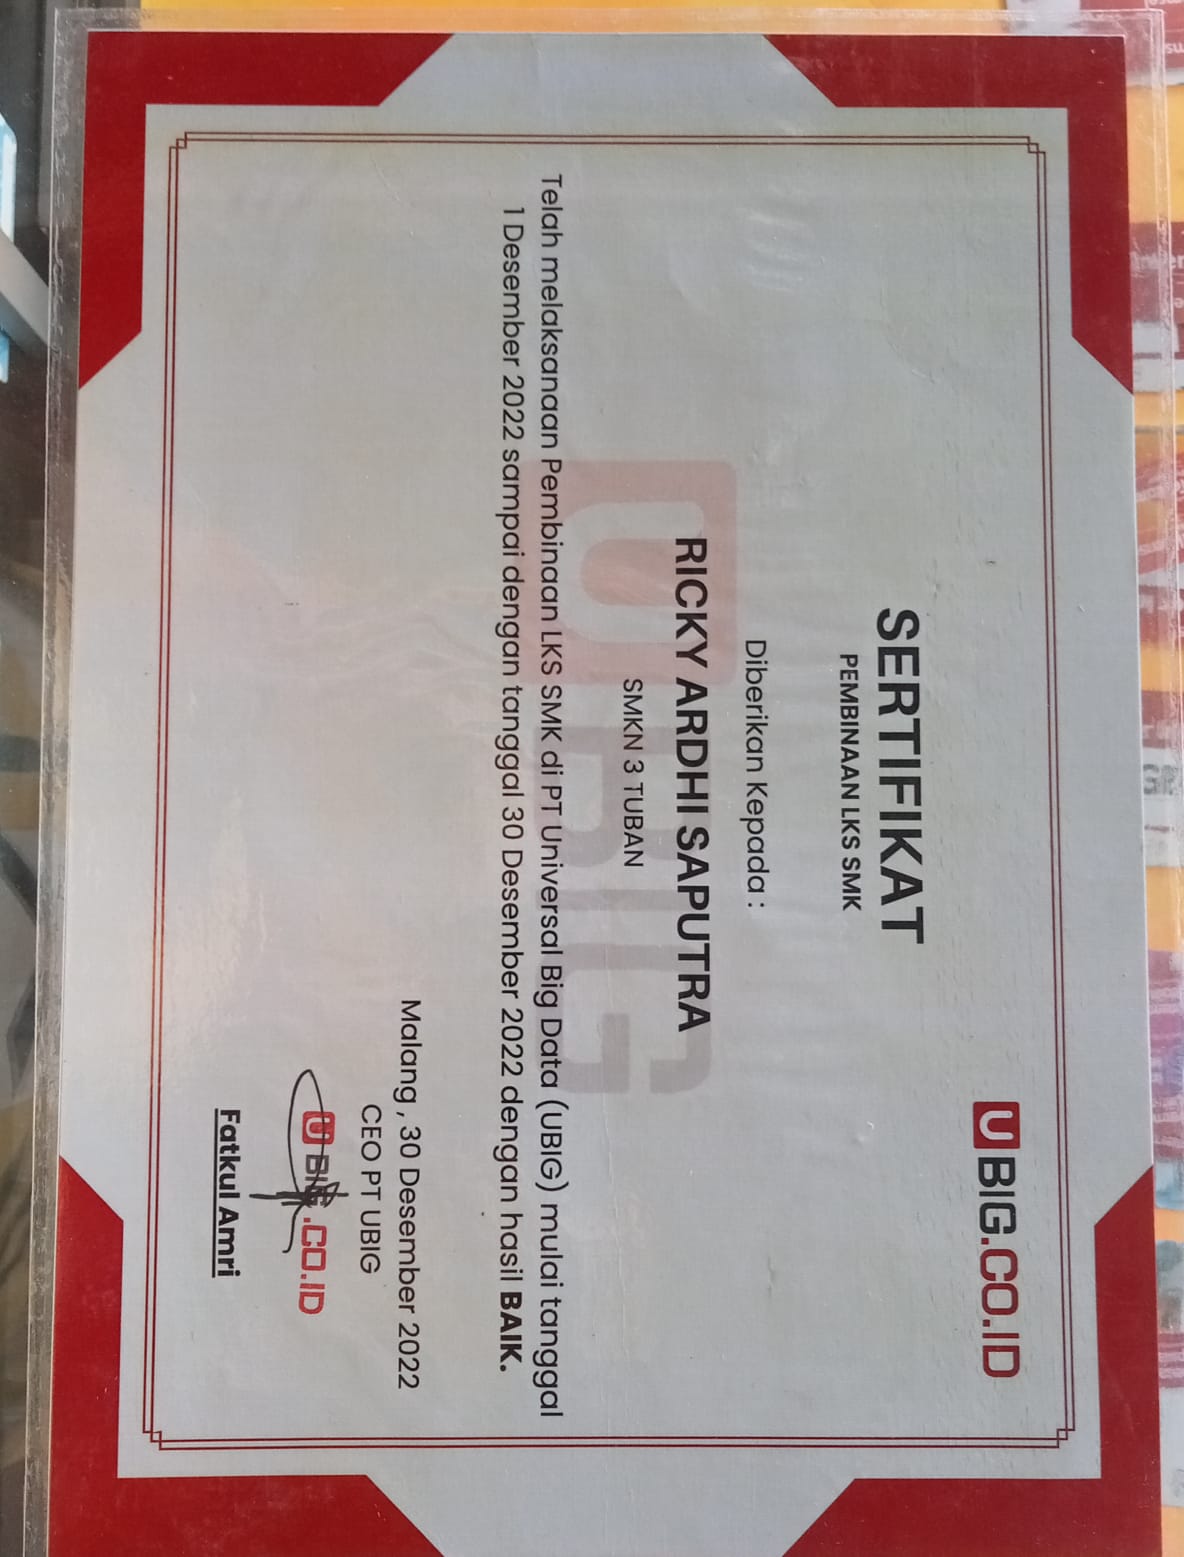 UBIG.CO.ID
SERTIFIKAT
PEMBINAAN LKS SMK
Diberikan Kepada :
RICKY ARDHI SAPUTRA
UBIG
SMKN 3 TUBAN
Telah melaksanaan Pembinaan LKS SMK di PT Universal Big Data (UBIG) mulai tanggal
1 Desember 2022 sampai dengan tanggal 30 Desember 2022 dengan hasil BAIK.
Malang , 30 Desember 2022
CEO PT UBIG
UBIG.CO.ID
Fatkul Amri